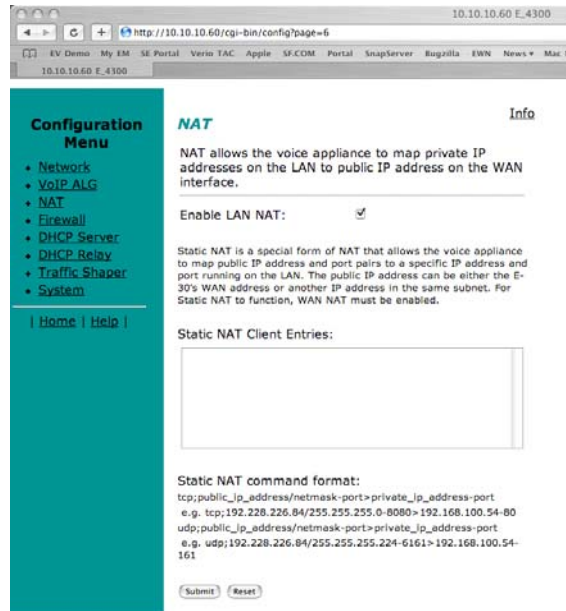 10.10.10.60 E_4300
http://10.10.10.60/cgi-bin/config?page=6
EV Demo My EM SE Portal Verio TAC Apple SF.COM Portal SnapServer Bugzilla EWN News Mac
10.10.10.60 E_4300
Configuration
Menu
Network
VoIP ALG
NAT
Firewall
DHCP Server
DHCP Relay
Traffic Shaper
System
| Home | Help |
Info
NAT
NAT allows the voice appliance to map private IP
addresses on the LAN to public IP address on the WAN
interface.
Enable LAN NAT:
Static NAT is a special form of NAT that allows the voice appliance
to map public IP address and port pairs to a specific IP address and
port running on the LAN. The public IP address can be either the E-
30's WAN address or another IP address in the same subnet. For
Static NAT to function, WAN NAT must be enabled.
Static NAT Client Entries:
Static NAT command format:
tcp;public_ip_address/netmask-port>private_ip_address-port
e.g. tcp;192.228.226.84/255.255.255.0-8080>192.168.100.54-80
udp;public_ip_address/netmask-port>private_ip_address-port
e.g. udp;192.228.226.84/255.255.255.224-6161>192.168.100.54-
161
Submit Reset